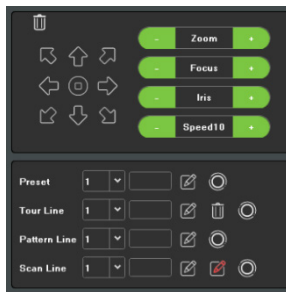 - Zoom +
- Focus +
- Iris +
- Speed10 +
Preset 1
Tour Line 1
Pattern Line 1
Scan Line 1